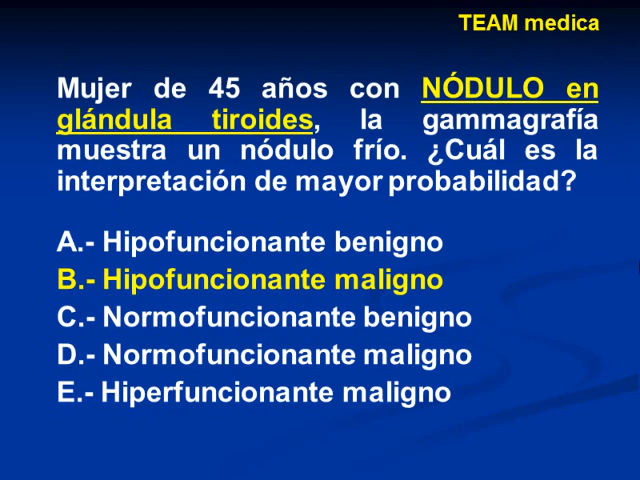 TEAM medica
Mujer de 45 años con NÓDULO en
glándula tiroides, la gammagrafía
muestra un nódulo frío. ¿Cuál es la
interpretación de mayor probabilidad?
A.- Hipofuncionante benigno
B.- Hipofuncionante maligno
C.- Normofuncionante benigno
D.- Normofuncionante maligno
E.- Hiperfuncionante maligno